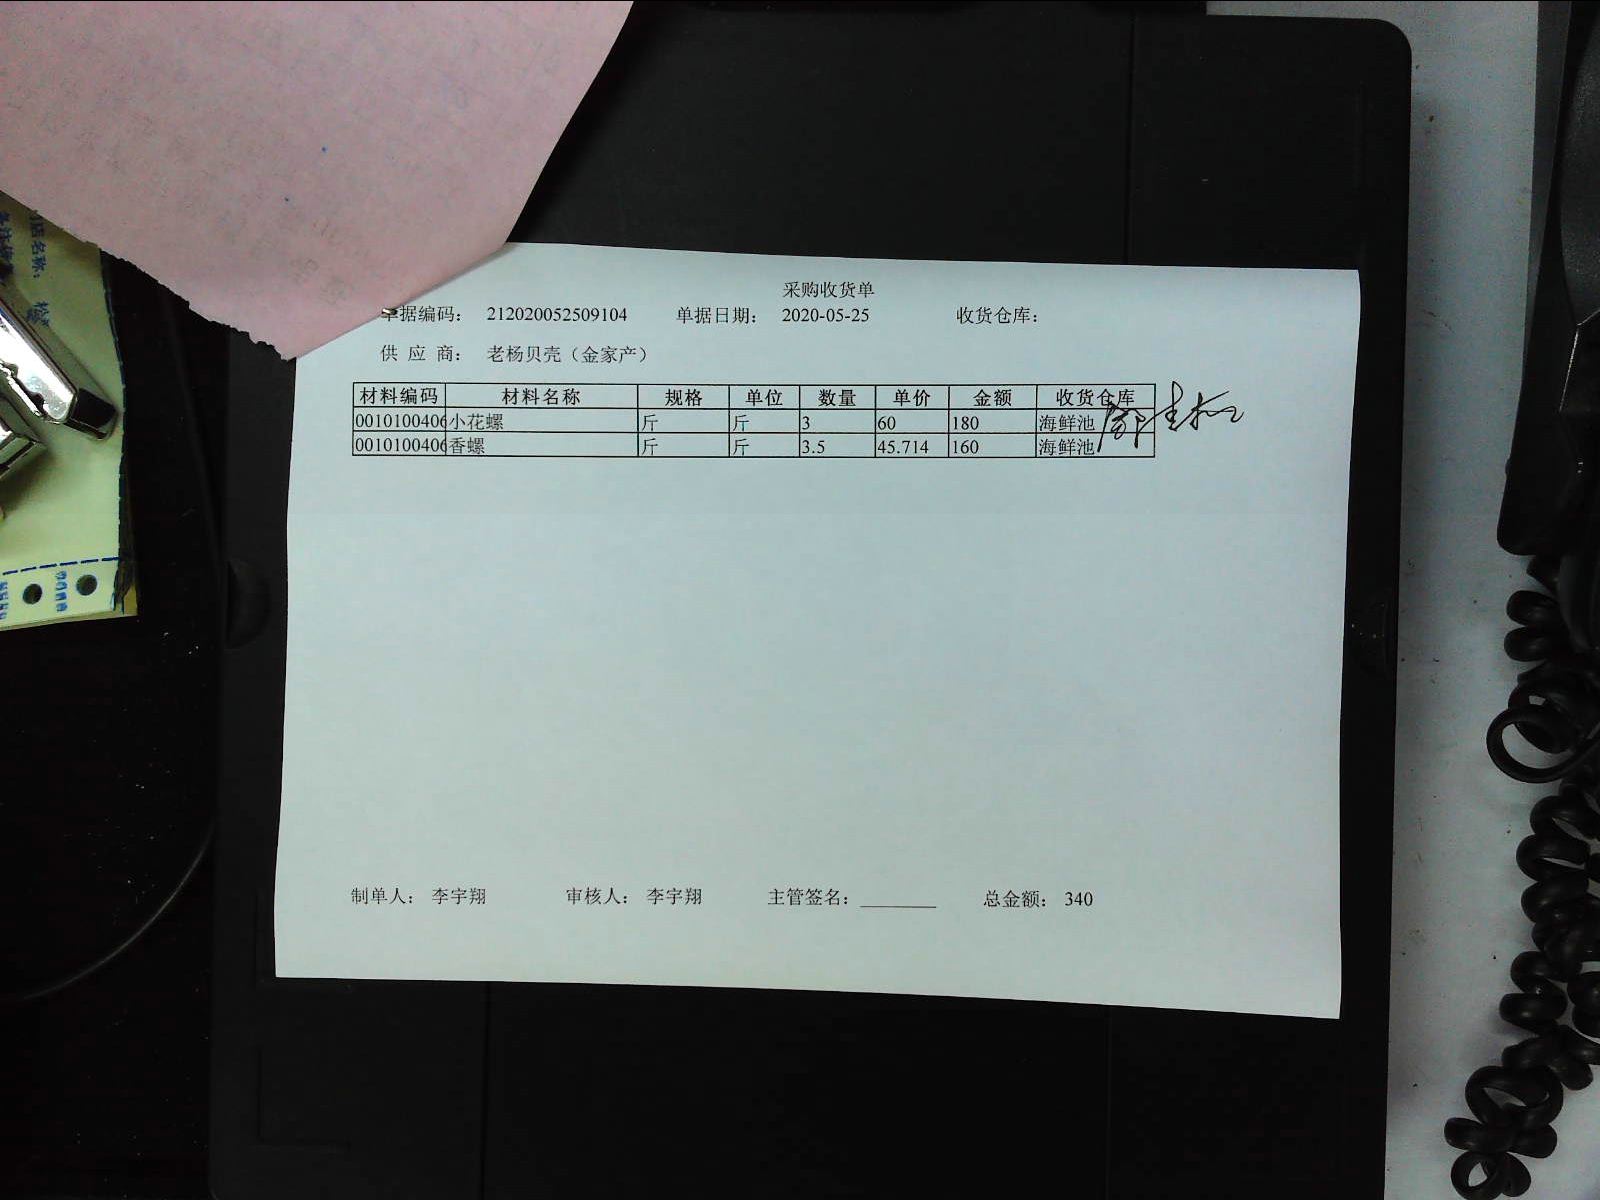 采购收货单
单据编码： 212020052509104 单据日期： 2020-05-25 收货仓库：
供 应 商： 老杨贝壳（金家产）
材料编码 材料名称 规格 单位 数量 单价 金额 收货仓库
0010100406 小花螺 斤 斤 3 60 180 海鲜池
0010100406 香螺 斤 斤 3.5 45.714 160 海鲜池
制单人： 李宇翔 审核人： 李宇翔 主管签名： 总金额： 340
店名称：